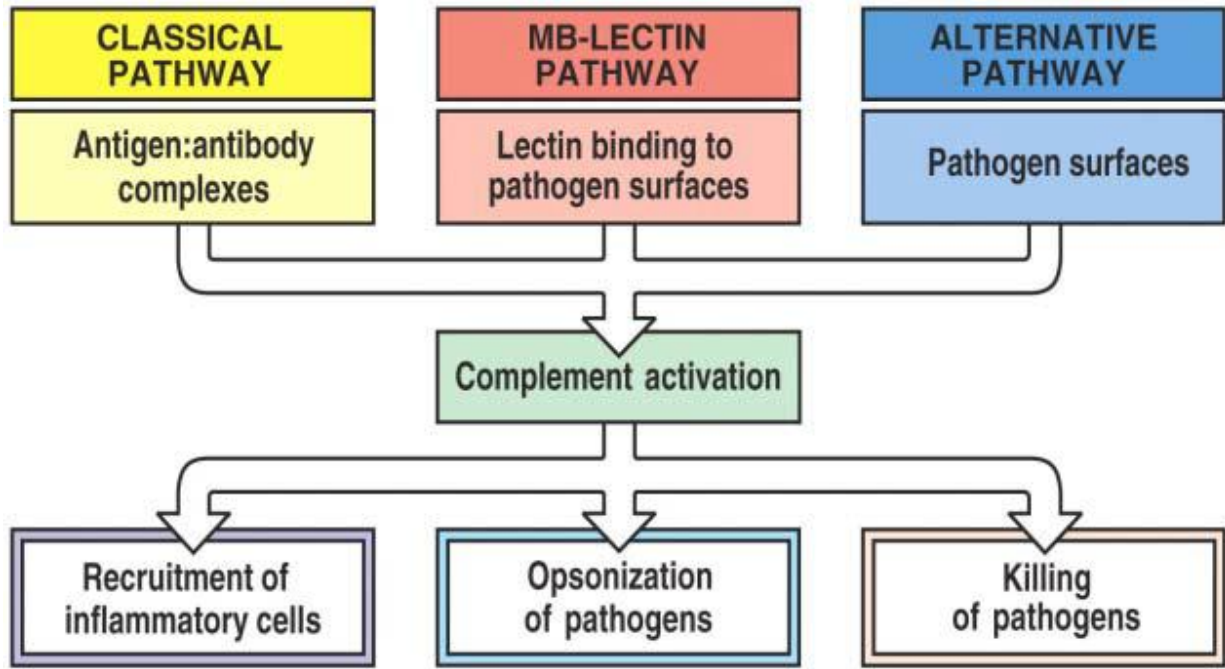 CLASSICAL
PATHWAY
MB-LECTIN
PATHWAY
ALTERNATIVE
PATHWAY
Antigen:antibody
complexes
Lectin binding to
pathogen surfaces
Pathogen surfaces
Complement activation
Recruitment of
inflammatory cells
Opsonization
of pathogens
Killing
of pathogens